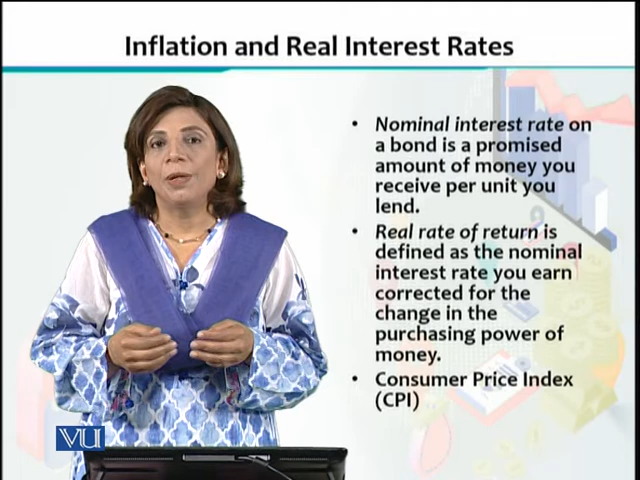 Inflation and Real Interest Rates
• Nominal interest rate on
a bond is a promised
amount of money you
receive per unit you
lend.
• Real rate of return is
defined as the nominal
interest rate you earn
corrected for the
change in the
purchasing power of
money.
• Consumer Price Index
(CPI)
VU